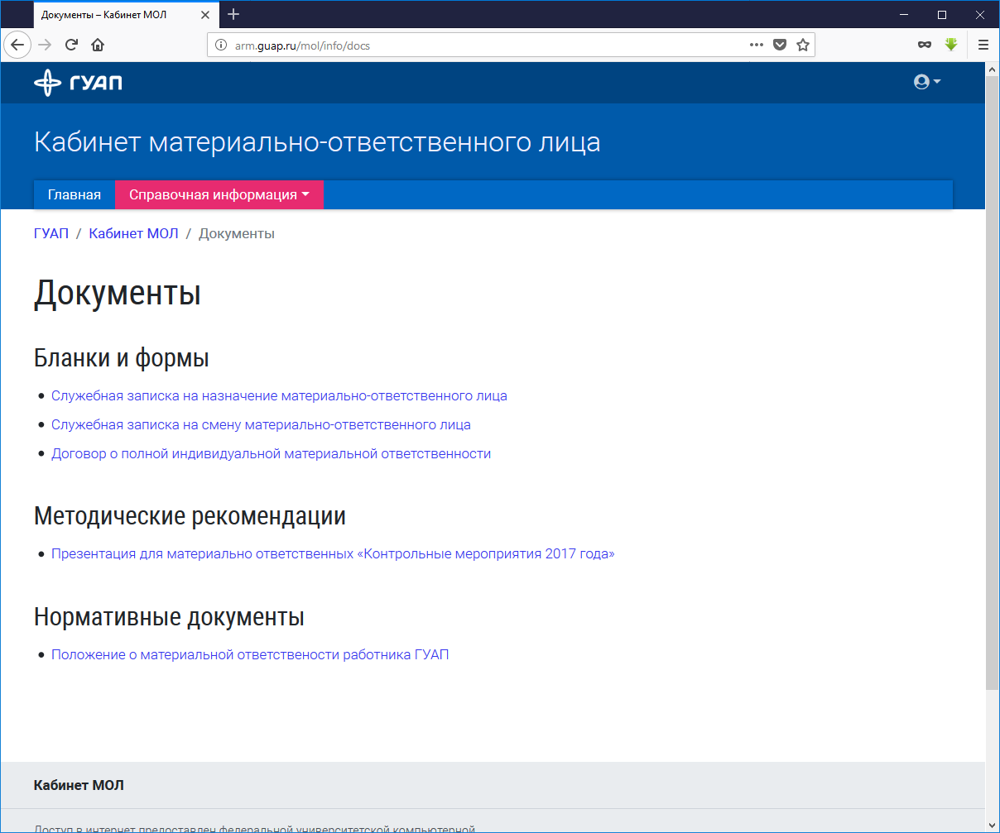 Документы – Кабинет МОЛ
arm.guap.ru/mol/info/docs
ГУАП
Кабинет материально-ответственного лица
Главная Справочная информация
ГУАП / Кабинет МОЛ / Документы
Документы
Бланки и формы
Служебная записка на назначение материально-ответственного лица
Служебная записка на смену материально-ответственного лица
Договор о полной индивидуальной материальной ответственности
Методические рекомендации
Презентация для материально ответственных «Контрольные мероприятия 2017 года»
Нормативные документы
Положение о материальной ответствености работника ГУАП
Кабинет МОЛ
Доступ в интернет предоставлен федеральной университетской компьютерной